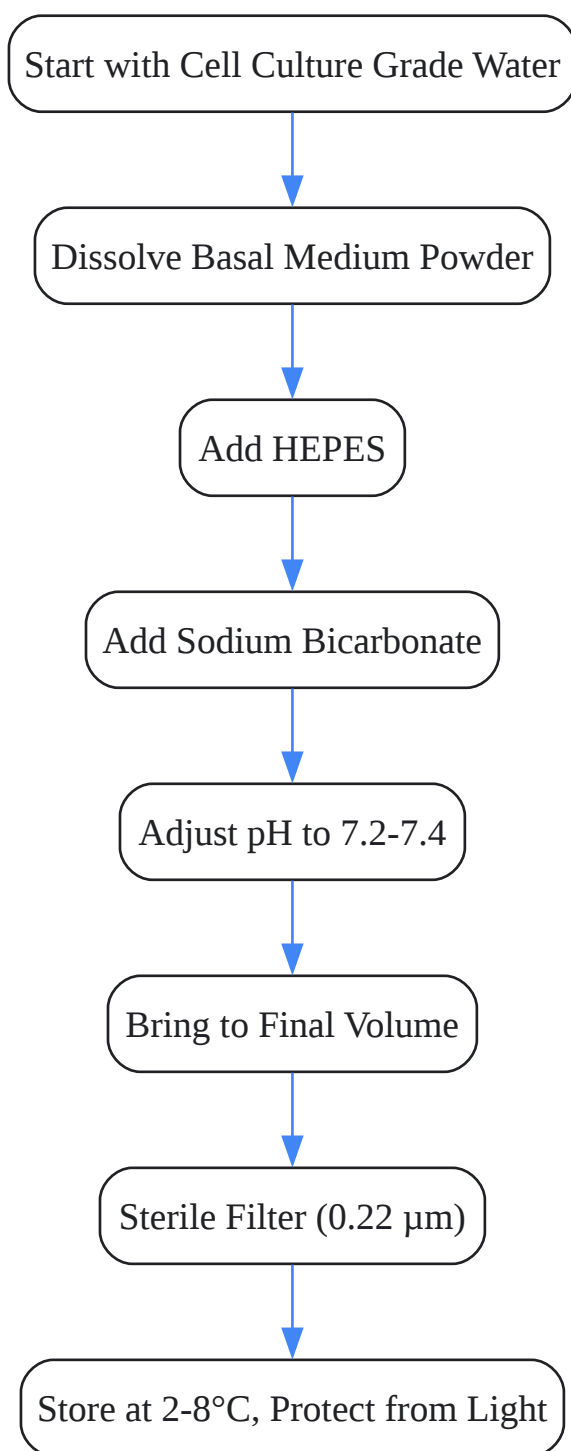 Start with Cell Culture Grade Water
Dissolve Basal Medium Powder
Add HEPES
Add Sodium Bicarbonate
Adjust pH to 7.2-7.4
Bring to Final Volume
Sterile Filter (0.22 µm)
Store at 2-8°C, Protect from Light